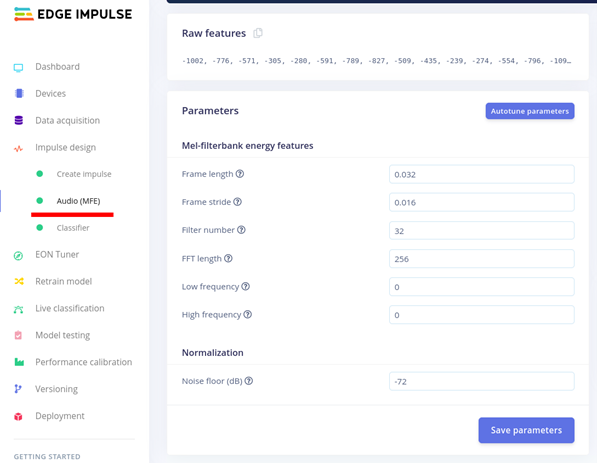 EDGE IMPULSE
Dashboard
Devices
Data acquisition
Impulse design
Create impulse
Audio (MFE)
Classifier
EON Tuner
Retrain model
Live classification
Model testing
Performance calibration
Versioning
Deployment
GETTING STARTED
Raw features
-1002, -776, -571, -305, -280, -591, -789, -827, -509, -435, -239, -274, -554, -796, -109…
Parameters
Autotune parameters
Mel-filterbank energy features
Frame length ?
0.032
Frame stride ?
0.016
Filter number ?
32
FFT length ?
256
Low frequency ?
0
High frequency ?
0
Normalization
Noise floor (dB) ?
-72
Save parameters